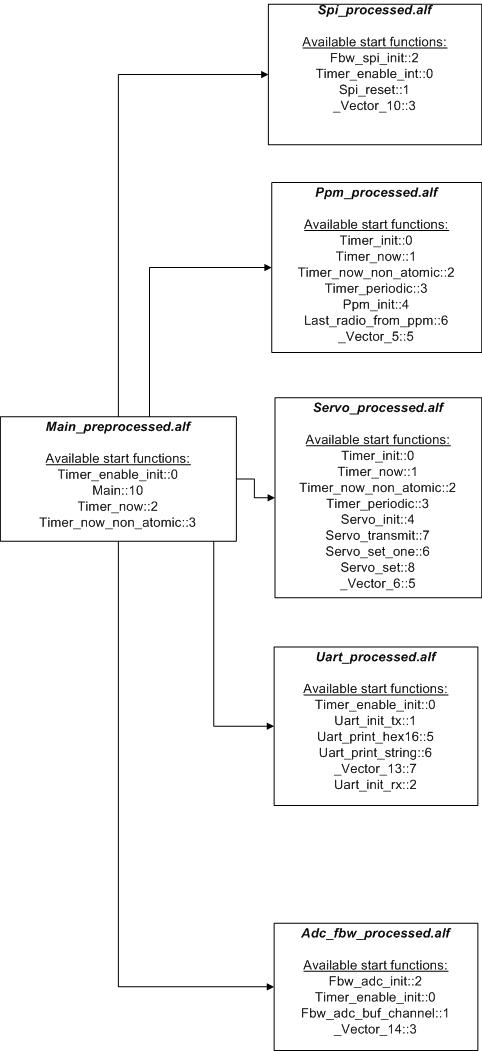 Spi_processed.alf
Available start functions:
Fbw_spi_init::2
Timer_enable_int::0
Spi_reset::1
_Vector_10::3
Ppm_processed.alf
Available start functions:
Timer_init::0
Timer_now::1
Timer_now_non_atomic::2
Timer_periodic::3
Ppm_init::4
Last_radio_from_ppm::6
_Vector_5::5
Main_preprocessed.alf
Available start functions:
Timer_enable_init::0
Main::10
Timer_now::2
Timer_now_non_atomic::3
Servo_processed.alf
Available start functions:
Timer_init::0
Timer_now::1
Timer_now_non_atomic::2
Timer_periodic::3
Servo_init::4
Servo_transmit::7
Servo_set_one::6
Servo_set::8
_Vector_6::5
Uart_processed.alf
Available start functions:
Timer_enable_init::0
Uart_init_tx::1
Uart_print_hex16::5
Uart_print_string::6
_Vector_13::7
Uart_init_rx::2
Adc_fbw_processed.alf
Available start functions:
Fbw_adc_init::2
Timer_enable_init::0
Fbw_adc_buf_channel::1
_Vector_14::3